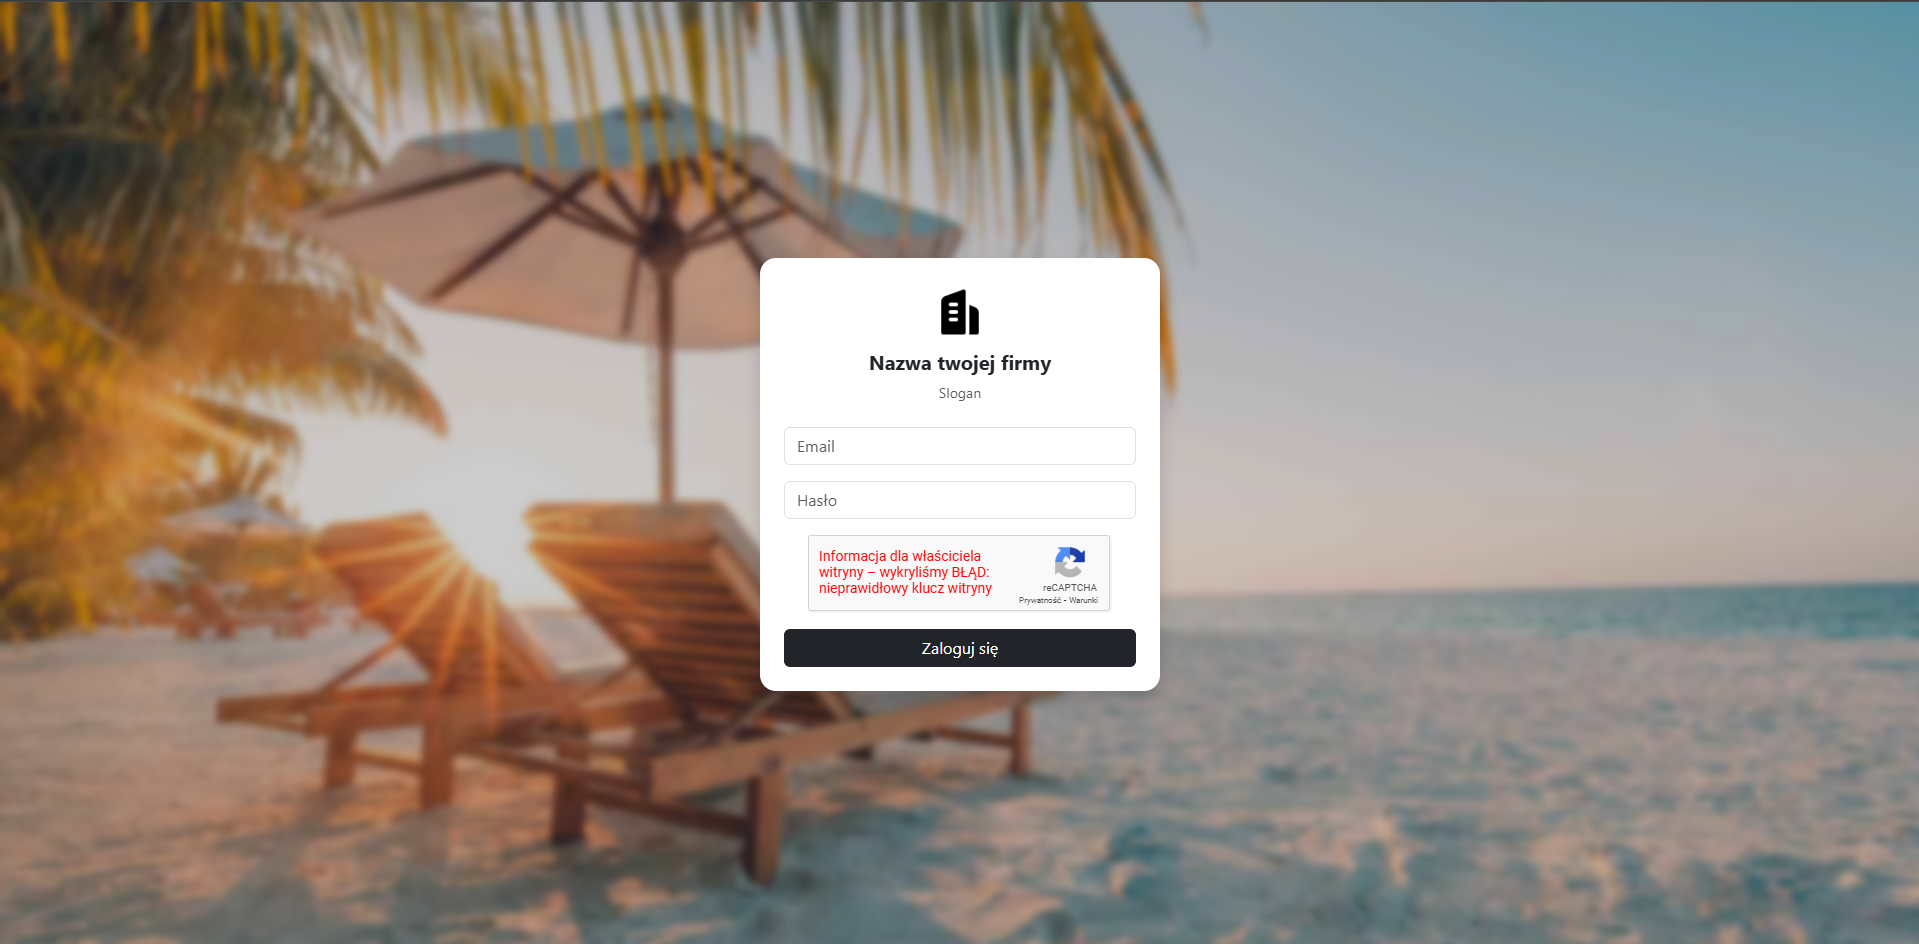 Nazwa twojej firmy
Slogan
Email
Hasło
Informacja dla właściciela
witryny – wykryliśmy BŁĄD:
nieprawidłowy klucz witryny
reCAPTCHA
Prywatność - Warunki
Zaloguj się